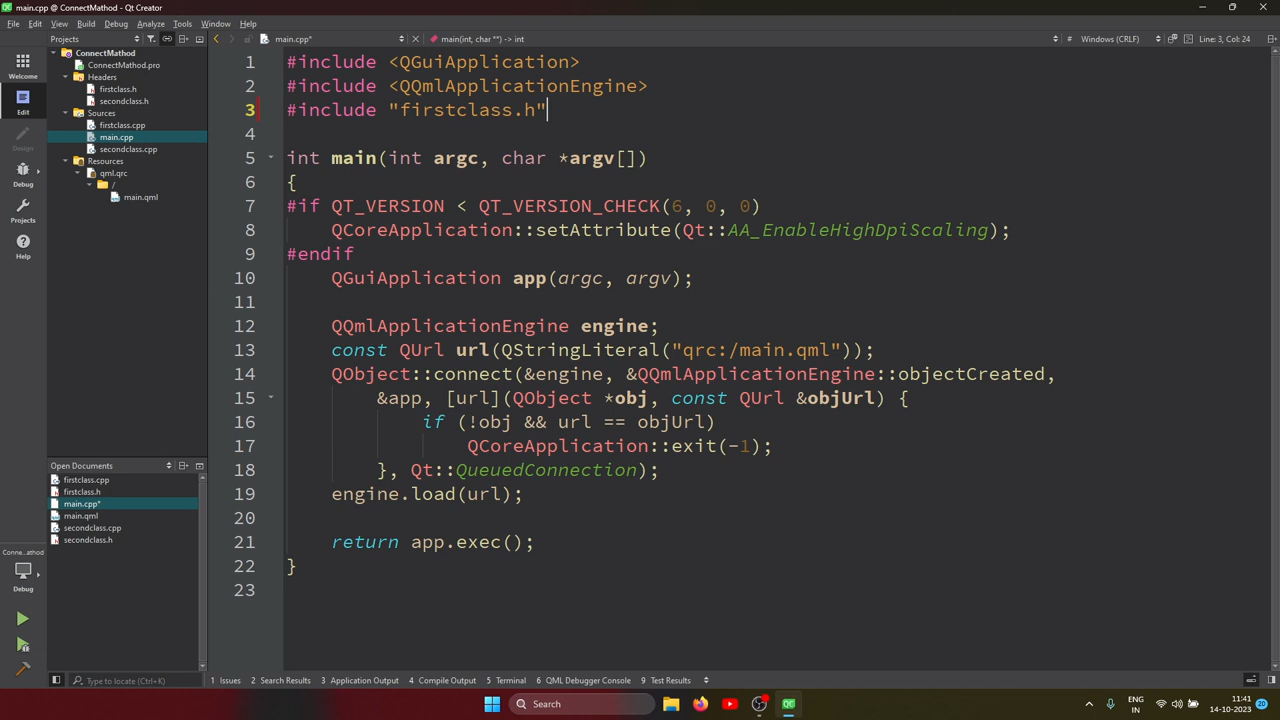 main.cpp @ ConnectMathod - Qt Creator
File Edit View Build Debug Analyze Tools Window Help
Projects
main.cpp*
main(int, char **) -> int
# Windows (CRLF) Line: 3, Col: 24
Welcome
Edit
Design
Debug
Projects
Help
ConnectMathod
ConnectMathod.pro
Headers
firstclass.h
secondclass.h
Sources
firstclass.cpp
main.cpp
secondclass.cpp
Resources
qml.qrc
/
main.qml
Open Documents
firstclass.cpp
firstclass.h
main.cpp*
main.qml
secondclass.cpp
secondclass.h
Conne...athod
Debug
1 #include <QGuiApplication>
2 #include <QQmlApplicationEngine>
3 #include "firstclass.h"
4
5 int main(int argc, char *argv[])
6 {
7 #if QT_VERSION < QT_VERSION_CHECK(6, 0, 0)
8 QCoreApplication::setAttribute(Qt::AA_EnableHighDpiScaling);
9 #endif
10 QGuiApplication app(argc, argv);
11
12 QQmlApplicationEngine engine;
13 const QUrl url(QStringLiteral("qrc:/main.qml"));
14 QObject::connect(&engine, &QQmlApplicationEngine::objectCreated,
15 &app, [url](QObject *obj, const QUrl &objUrl) {
16 if (!obj && url == objUrl)
17 QCoreApplication::exit(-1);
18 }, Qt::QueuedConnection);
19 engine.load(url);
20
21 return app.exec();
22 }
23
Type to locate (Ctrl+K)
1 Issues 2 Search Results 3 Application Output 4 Compile Output 5 Terminal 6 QML Debugger Console 9 Test Results
Search
QC
ENG
IN
11:41
14-10-2023
20